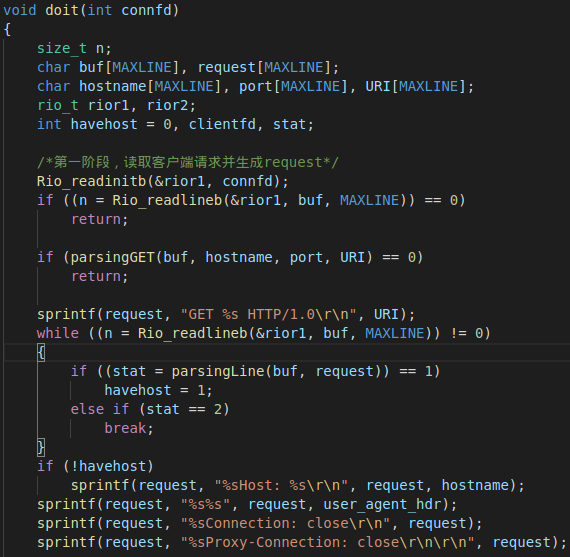 void doit(int connfd)
{
    size_t n;
    char buf[MAXLINE], request[MAXLINE];
    char hostname[MAXLINE], port[MAXLINE], URI[MAXLINE];
    rio_t rior1, rior2;
    int havehost = 0, clientfd, stat;

    /*第一阶段，读取客户端请求并生成request*/
    Rio_readinitb(&rior1, connfd);
    if ((n = Rio_readlineb(&rior1, buf, MAXLINE)) == 0)
        return;

    if (parsingGET(buf, hostname, port, URI) == 0)
        return;

    sprintf(request, "GET %s HTTP/1.0\r\n", URI);
    while ((n = Rio_readlineb(&rior1, buf, MAXLINE)) != 0)
    {
        if ((stat = parsingLine(buf, request)) == 1)
            havehost = 1;
        else if (stat == 2)
            break;
    }
    if (!havehost)
        sprintf(request, "%sHost: %s\r\n", request, hostname);
    sprintf(request, "%s%s", request, user_agent_hdr);
    sprintf(request, "%sConnection: close\r\n", request);
    sprintf(request, "%sProxy-Connection: close\r\n\r\n", request);